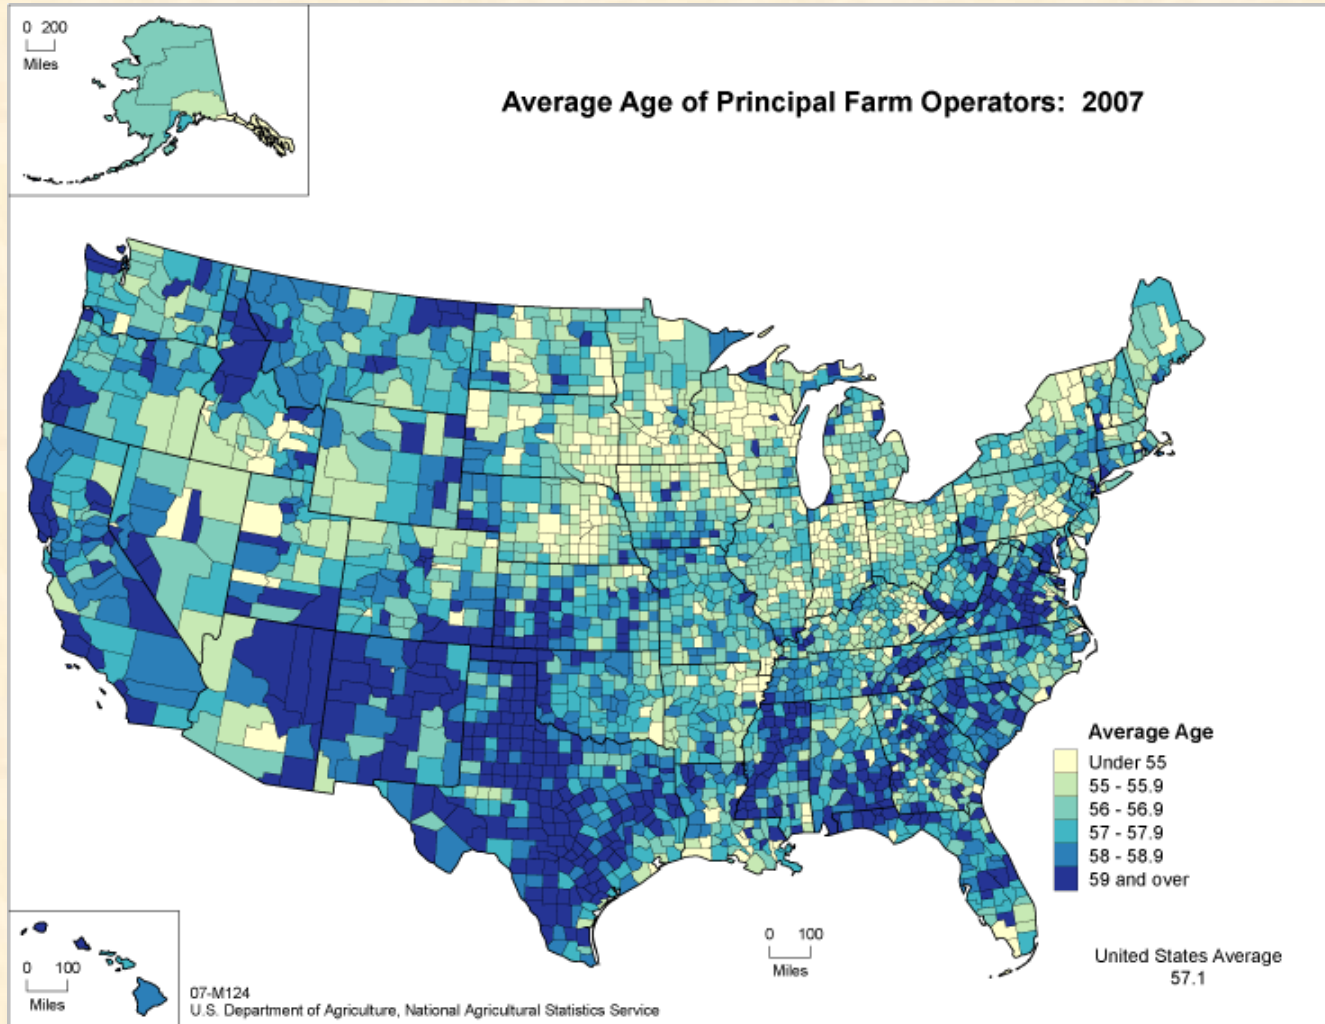 0 200
Miles
Average Age of Principal Farm Operators: 2007
Average Age
Under 55
55 - 55.9
56 - 56.9
57 - 57.9
58 - 58.9
59 and over
0 100
Miles
0 100
Miles
United States Average
57.1
07-M124
U.S. Department of Agriculture, National Agricultural Statistics Service